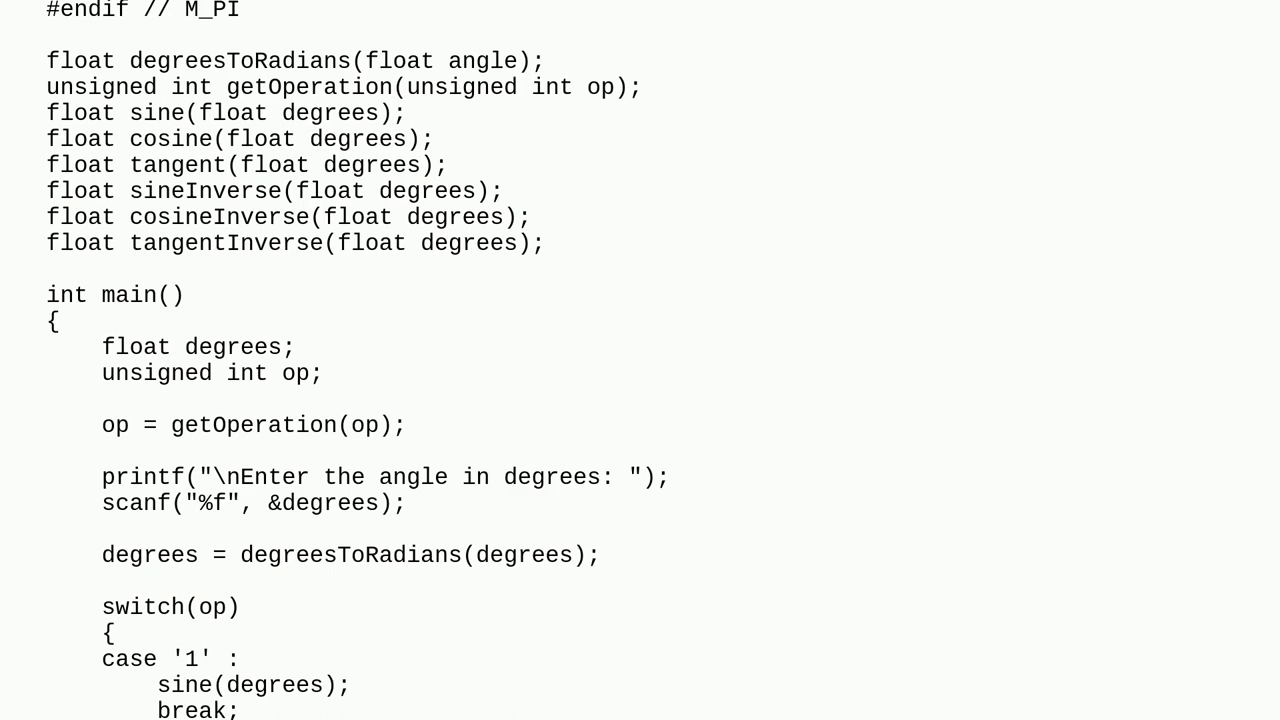 #endif // M_PI
float degreesToRadians(float angle);
unsigned int getOperation(unsigned int op);
float sine(float degrees);
float cosine(float degrees);
float tangent(float degrees);
float sineInverse(float degrees);
float cosineInverse(float degrees);
float tangentInverse(float degrees);
int main()
{
    float degrees;
    unsigned int op;
    op = getOperation(op);
    printf("\nEnter the angle in degrees: ");
    scanf("%f", &degrees);
    degrees = degreesToRadians(degrees);
    switch(op)
    {
    case '1' :
        sine(degrees);
        break;